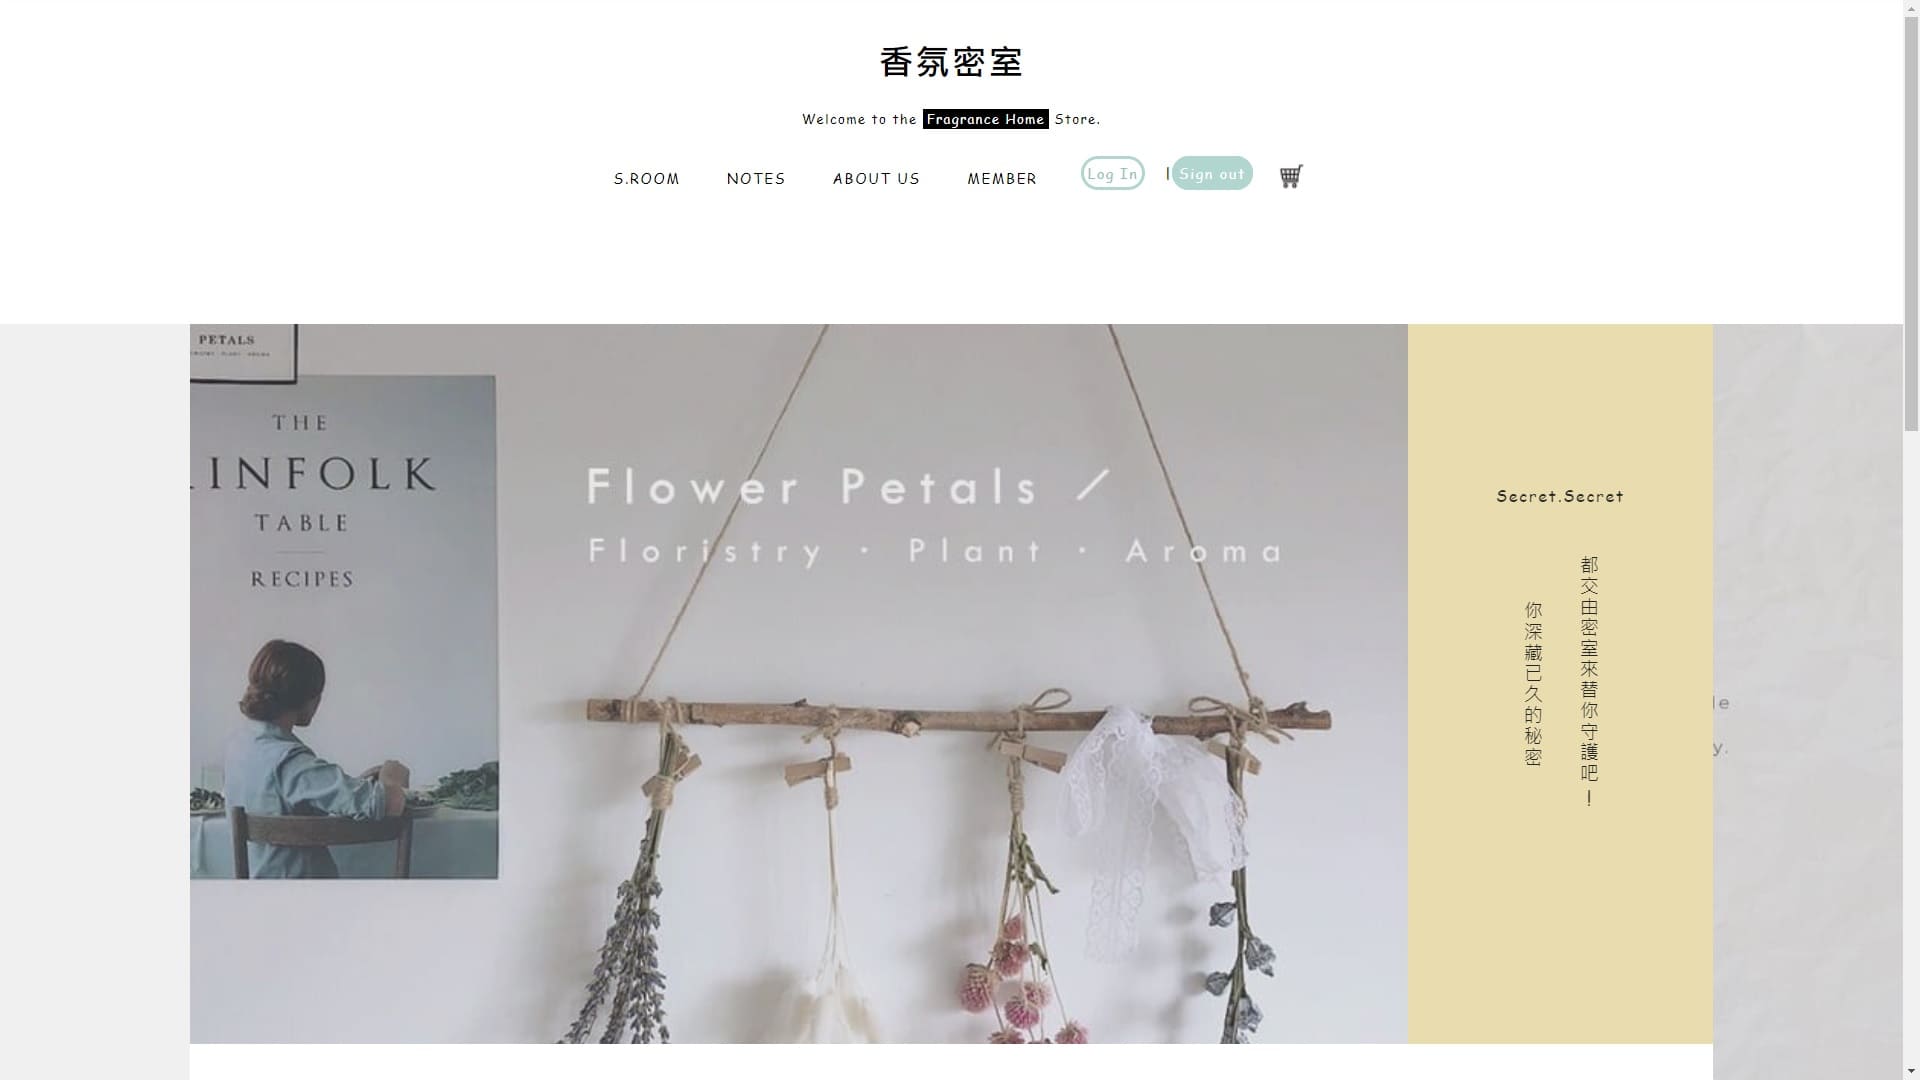 香氛密室
Welcome to the Fragrance Home Store.
S.ROOM NOTES ABOUT US MEMBER Log In | Sign out
PETALS
THE
INFOLK
TABLE
RECIPES
Flower Petals /
Floristry · Plant · Aroma
Secret.Secret
都交由密室來替你守護吧！
你深藏已久的秘密
le
y.